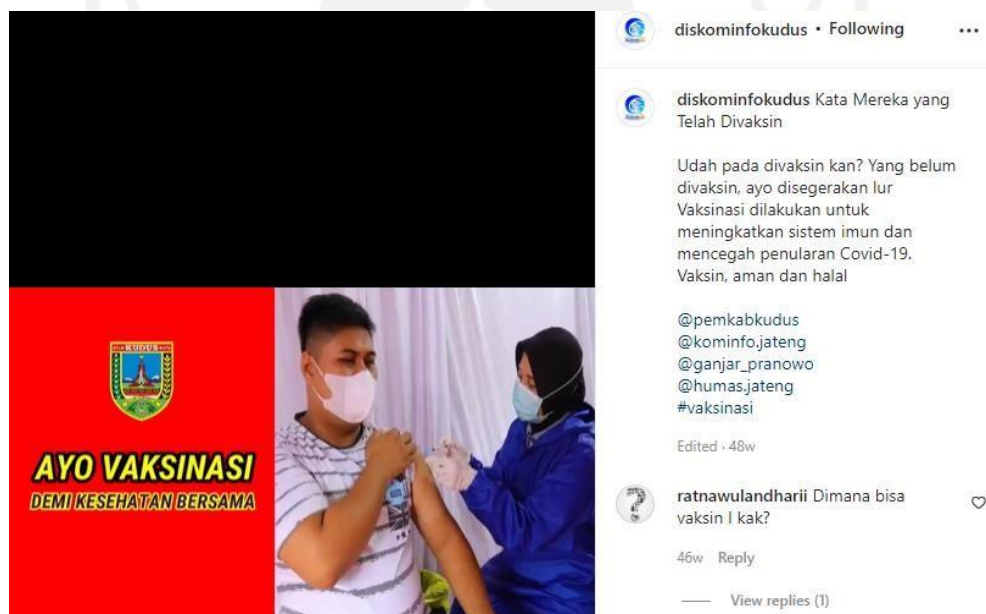 KUDUS
AYO VAKSINASI
DEMI KESEHATAN BERSAMA
diskominfokudus • Following
diskominfokudus Kata Mereka yang
Telah Divaksin
Udah pada divaksin kan? Yang belum
divaksin, ayo disegerakan lur
Vaksinasi dilakukan untuk
meningkatkan sistem imun dan
mencegah penularan Covid-19.
Vaksin, aman dan halal
@pemkabkudus
@kominfo.jateng
@ganjar_pranowo
@humas.jateng
#vaksinasi
Edited · 48w
ratnawulandharii Dimana bisa
vaksin I kak?
46w Reply
View replies (1)